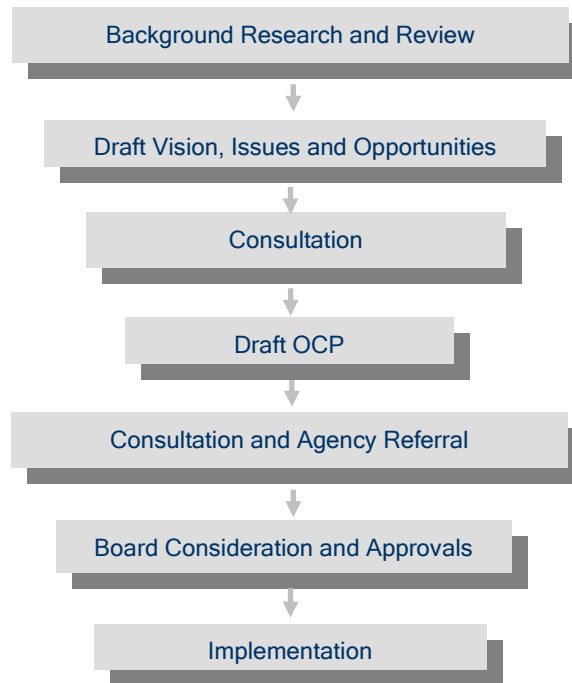 Background Research and Review
Draft Vision, Issues and Opportunities
Consultation
Draft OCP
Consultation and Agency Referral
Board Consideration and Approvals
Implementation